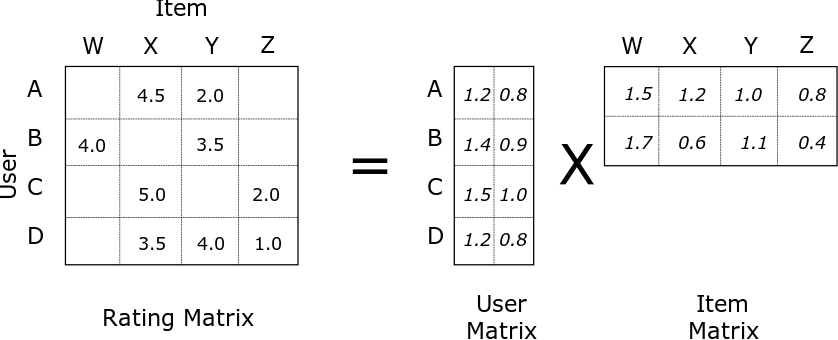 Item
W X Y Z W X Y Z
A 4.5 2.0 A 1.2 0.8 1.5 1.2 1.0 0.8
B 4.0 3.5 B 1.4 0.9 1.7 0.6 1.1 0.4
User = X
C 5.0 2.0 C 1.5 1.0
D 3.5 4.0 1.0 D 1.2 0.8
Rating Matrix
User
Matrix
Item
Matrix